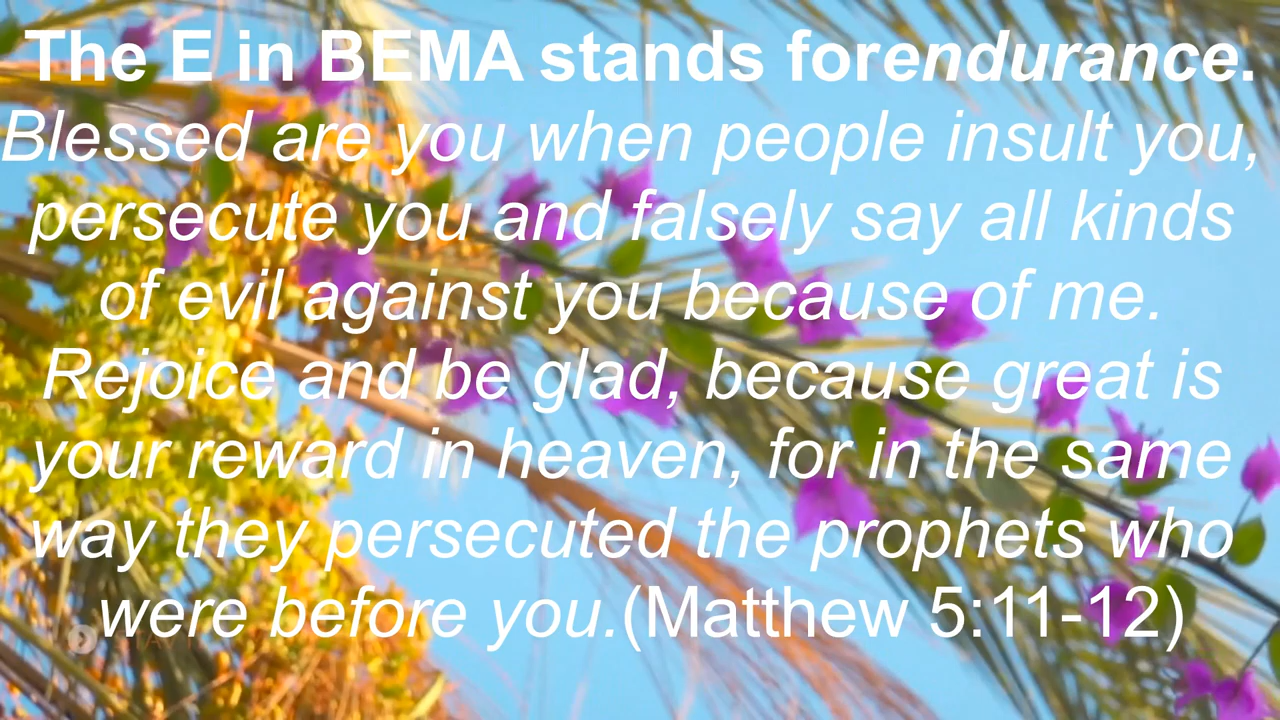 The E in BEMA stands forendurance.
Blessed are you when people insult you,
persecute you and falsely say all kinds
of evil against you because of me.
Rejoice and be glad, because great is
your reward in heaven, for in the same
way they persecuted the prophets who
were before you.(Matthew 5:11-12)